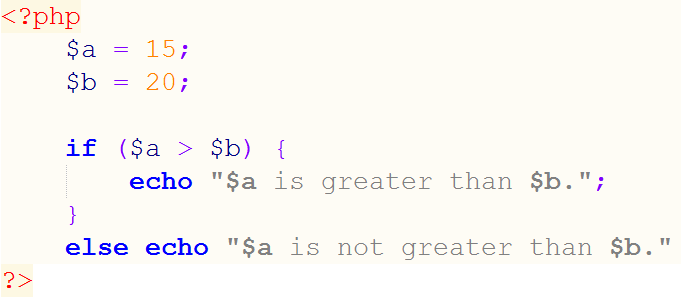 <?php
$a = 15;
$b = 20;
if ($a > $b) {
echo "$a is greater than $b.";
}
else echo "$a is not greater than $b."
?>